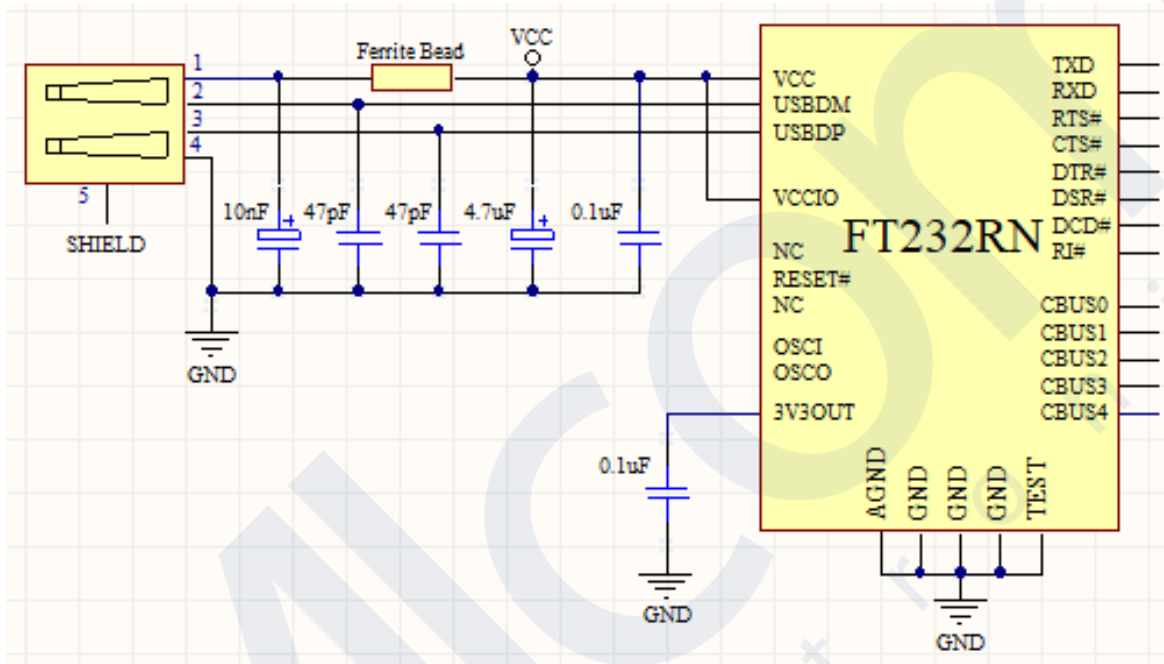 VCC
Ferrite Bead
1
2
3
4
5
SHIELD
10nF
47pF
47pF
4.7uF
0.1uF
GND
0.1uF
GND
VCC
USBDM
USBDP
VCCIO
NC
RESET#
NC
OSCI
OSCO
3V3OUT
FT232RN
TXD
RXD
RTS#
CTS#
DTR#
DSR#
DCD#
RI#
CBUS0
CBUS1
CBUS2
CBUS3
CBUS4
AGND
GND
GND
GND
TEST
GND